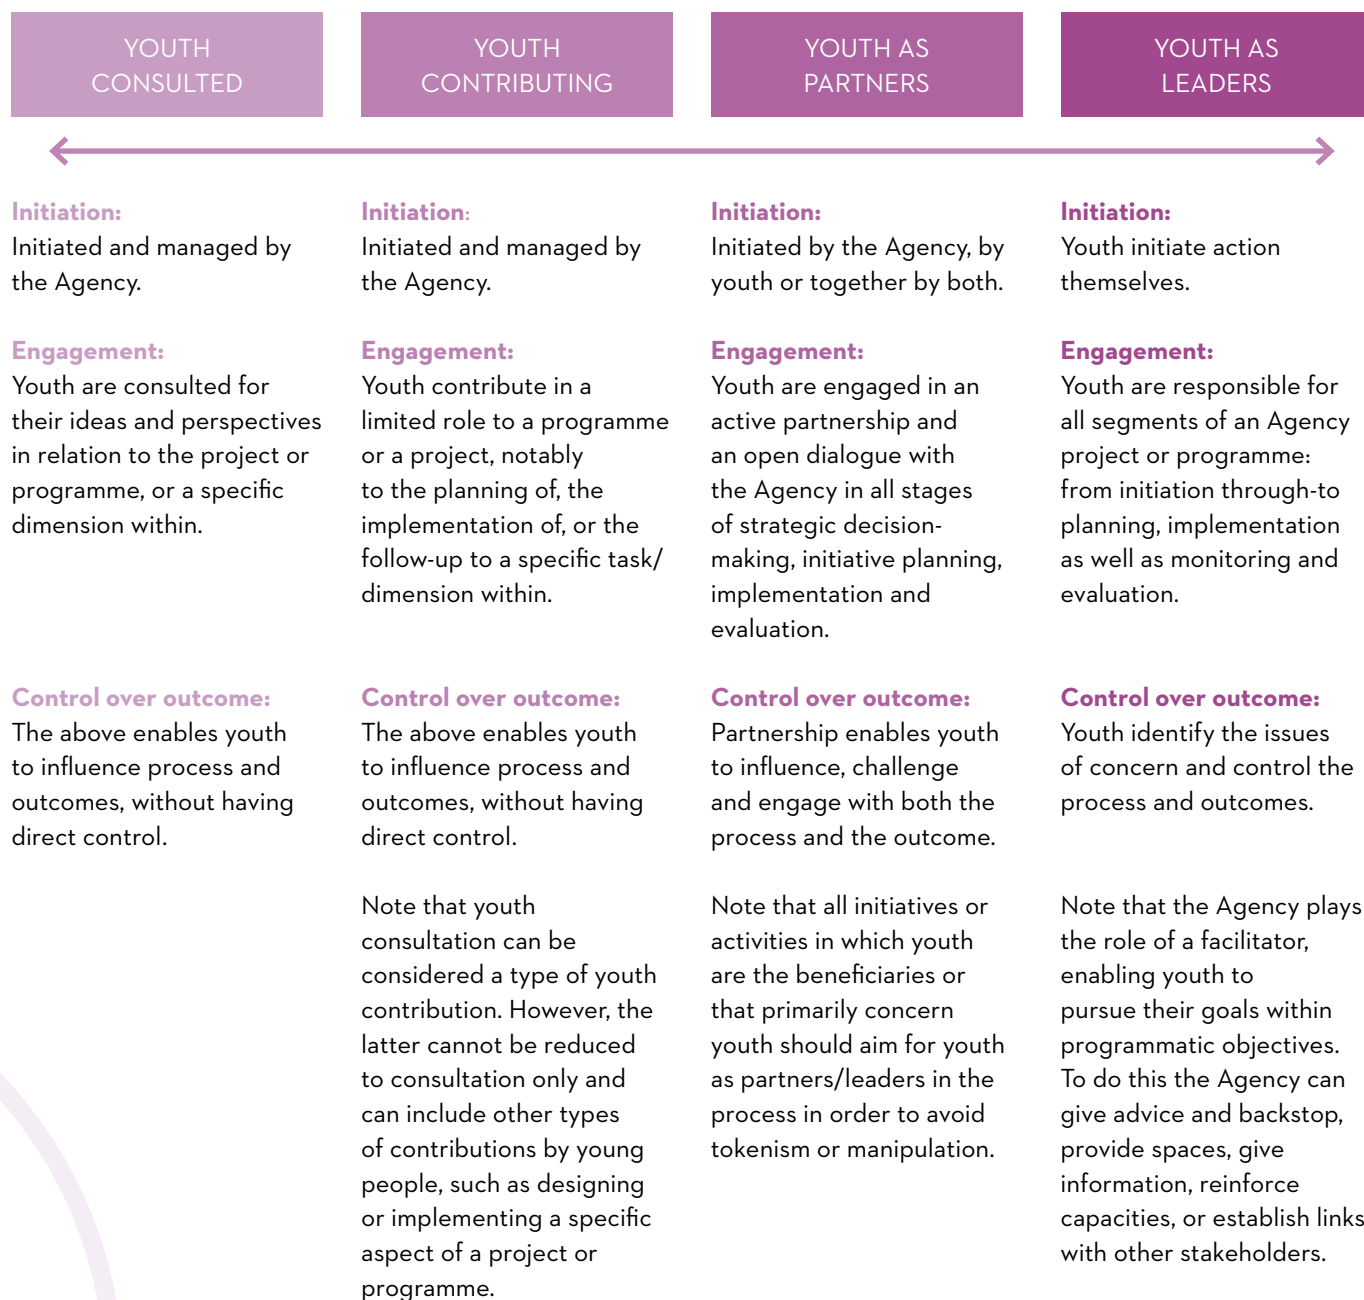 YOUTH
CONSULTED
YOUTH
CONTRIBUTING
YOUTH AS
PARTNERS
YOUTH AS
LEADERS
Initiation:
Initiated and managed by
the Agency.
Engagement:
Youth are consulted for
their ideas and perspectives
in relation to the project or
programme, or a specific
dimension within.
Control over outcome:
The above enables youth
to influence process and
outcomes, without having
direct control.
Initiation:
Initiated and managed by
the Agency.
Engagement:
Youth contribute in a
limited role to a programme
or a project, notably
to the planning of, the
implementation of, or the
follow-up to a specific task/
dimension within.
Control over outcome:
The above enables youth
to influence process and
outcomes, without having
direct control.
Note that youth
consultation can be
considered a type of youth
contribution. However, the
latter cannot be reduced
to consultation only and
can include other types
of contributions by young
people, such as designing
or implementing a specific
aspect of a project or
programme.
Initiation:
Initiated by the Agency, by
youth or together by both.
Engagement:
Youth are engaged in an
active partnership and
an open dialogue with
the Agency in all stages
of strategic decision-
making, initiative planning,
implementation and
evaluation.
Control over outcome:
Partnership enables youth
to influence, challenge
and engage with both the
process and the outcome.
Note that all initiatives or
activities in which youth
are the beneficiaries or
that primarily concern
youth should aim for youth
as partners/leaders in the
process in order to avoid
tokenism or manipulation.
Initiation:
Youth initiate action
themselves.
Engagement:
Youth are responsible for
all segments of an Agency
project or programme:
from initiation through-to
planning, implementation
as well as monitoring and
evaluation.
Control over outcome:
Youth identify the issues
of concern and control the
process and outcomes.
Note that the Agency plays
the role of a facilitator,
enabling youth to
pursue their goals within
programmatic objectives.
To do this the Agency can
give advice and backstop,
provide spaces, give
information, reinforce
capacities, or establish links
with other stakeholders.